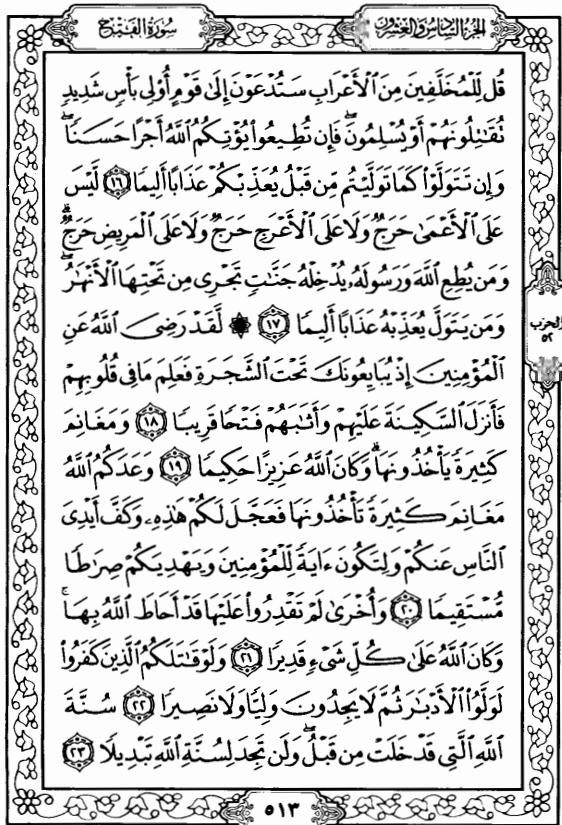 سُورَةُ الفَتْحِ
الجُزْءُ السَّادِسُ وَالعِشْرُونَ
قُل لِّلْمُخَلَّفِينَ مِنَ ٱلْأَعْرَابِ سَتُدْعَوْنَ إِلَىٰ قَوْمٍ أُو۟لِى بَأْسٍ شَدِيدٍ
تُقَـٰتِلُونَهُمْ أَوْ يُسْلِمُونَ ۖ فَإِن تُطِيعُوا۟ يُؤْتِكُمُ ٱللَّهُ أَجْرًا حَسَنًا ۖ
وَإِن تَتَوَلَّوْا۟ كَمَا تَوَلَّيْتُم مِّن قَبْلُ يُعَذِّبْكُمْ عَذَابًا أَلِيمًا ١٦ لَّيْسَ
عَلَى ٱلْأَعْمَىٰ حَرَجٌ وَلَا عَلَى ٱلْأَعْرَجِ حَرَجٌ وَلَا عَلَى ٱلْمَرِيضِ حَرَجٌ ۗ
وَمَن يُطِعِ ٱللَّهَ وَرَسُولَهُۥ يُدْخِلْهُ جَنَّـٰتٍ تَجْرِى مِن تَحْتِهَا ٱلْأَنْهَـٰرُ ۖ
وَمَن يَتَوَلَّ يُعَذِّبْهُ عَذَابًا أَلِيمًا ١٧ ۞ لَّقَدْ رَضِىَ ٱللَّهُ عَنِ
الحزب
٥٢
ٱلْمُؤْمِنِينَ إِذْ يُبَايِعُونَكَ تَحْتَ ٱلشَّجَرَةِ فَعَلِمَ مَا فِى قُلُوبِهِمْ
فَأَنزَلَ ٱلسَّكِينَةَ عَلَيْهِمْ وَأَثَـٰبَهُمْ فَتْحًا قَرِيبًا ١٨ وَمَغَانِمَ
كَثِيرَةً يَأْخُذُونَهَا ۗ وَكَانَ ٱللَّهُ عَزِيزًا حَكِيمًا ١٩ وَعَدَكُمُ ٱللَّهُ
مَغَانِمَ كَثِيرَةً تَأْخُذُونَهَا فَعَجَّلَ لَكُمْ هَـٰذِهِۦ وَكَفَّ أَيْدِىَ
ٱلنَّاسِ عَنكُمْ وَلِتَكُونَ ءَايَةً لِّلْمُؤْمِنِينَ وَيَهْدِيَكُمْ صِرَٰطًا
مُّسْتَقِيمًا ٢٠ وَأُخْرَىٰ لَمْ تَقْدِرُوا۟ عَلَيْهَا قَدْ أَحَاطَ ٱللَّهُ بِهَا ۚ
وَكَانَ ٱللَّهُ عَلَىٰ كُلِّ شَىْءٍ قَدِيرًا ٢١ وَلَوْ قَـٰتَلَكُمُ ٱلَّذِينَ كَفَرُوا۟
لَوَلَّوُا۟ ٱلْأَدْبَـٰرَ ثُمَّ لَا يَجِدُونَ وَلِيًّا وَلَا نَصِيرًا ٢٢ سُنَّةَ
ٱللَّهِ ٱلَّتِى قَدْ خَلَتْ مِن قَبْلُ ۖ وَلَن تَجِدَ لِسُنَّةِ ٱللَّهِ تَبْدِيلًا ٢٣
٥١٣